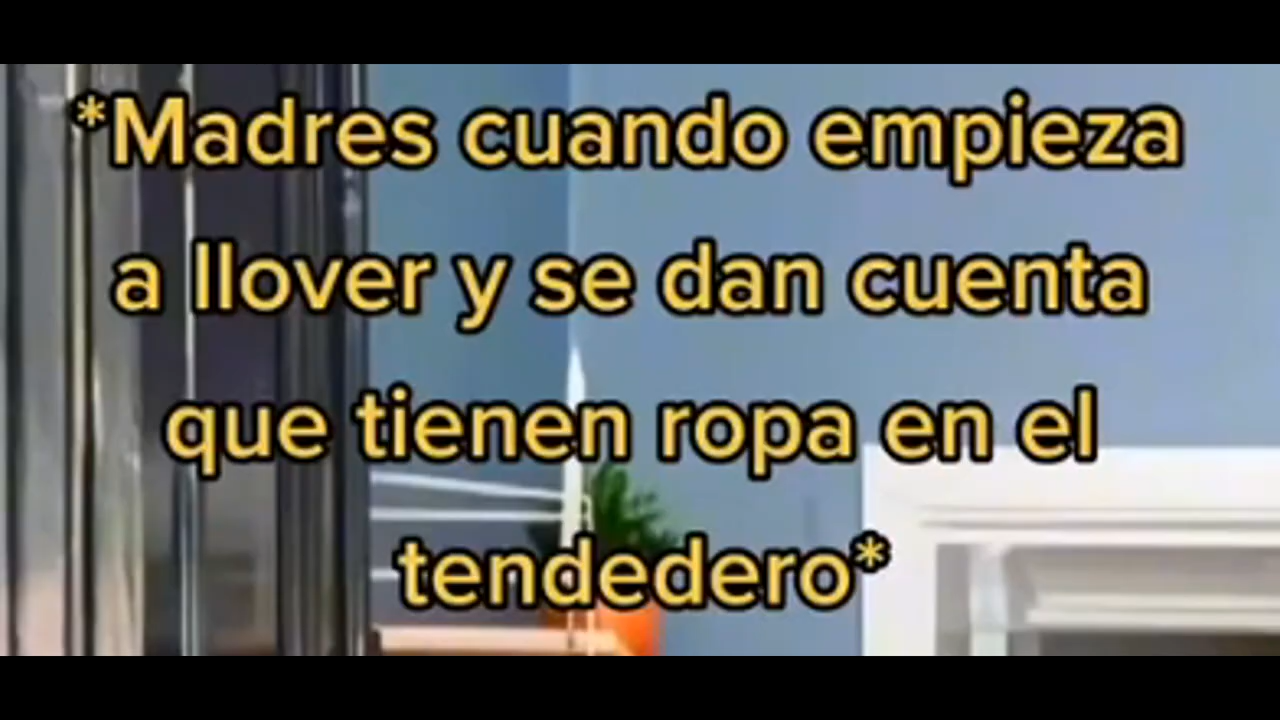 *Madres cuando empieza
a llover y se dan cuenta
que tienen ropa en el
tendedero*